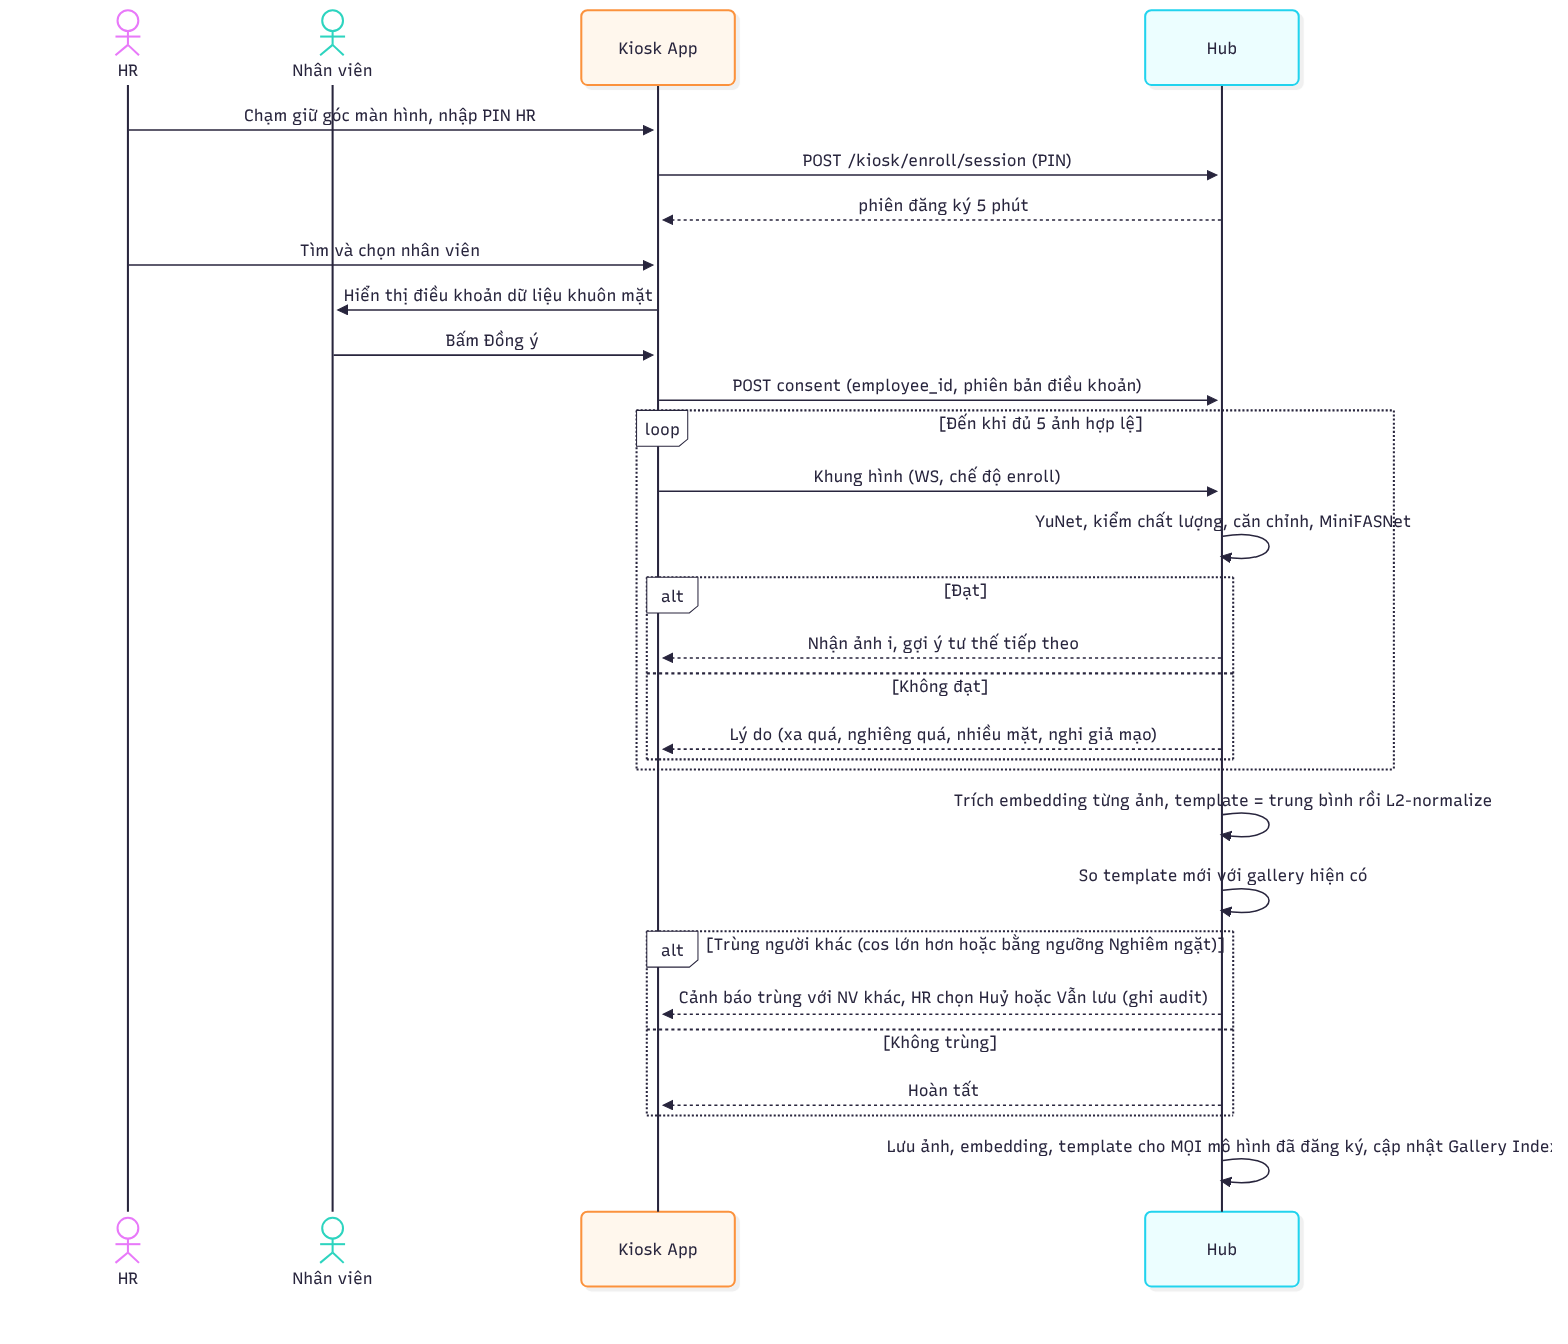 HR
Nhân viên
Kiosk App
Hub
Chạm giữ góc màn hình, nhập PIN HR
POST /kiosk/enroll/session (PIN)
phiên đăng ký 5 phút
Tìm và chọn nhân viên
Hiển thị điều khoản dữ liệu khuôn mặt
Bấm Đồng ý
POST consent (employee_id, phiên bản điều khoản)
loop
[Đến khi đủ 5 ảnh hợp lệ]
Khung hình (WS, chế độ enroll)
YuNet, kiểm chất lượng, căn chỉnh, MiniFASNet
alt
[Đạt]
Nhận ảnh i, gợi ý tư thế tiếp theo
[Không đạt]
Lý do (xa quá, nghiêng quá, nhiều mặt, nghi giả mạo)
Trích embedding từng ảnh, template = trung bình rồi L2-normalize
So template mới với gallery hiện có
alt
[Trùng người khác (cos lớn hơn hoặc bằng ngưỡng Nghiêm ngặt)]
Cảnh báo trùng với NV khác, HR chọn Huỷ hoặc Vẫn lưu (ghi audit)
[Không trùng]
Hoàn tất
Lưu ảnh, embedding, template cho MỌI mô hình đã đăng ký, cập nhật Gallery Index
HR
Nhân viên
Kiosk App
Hub